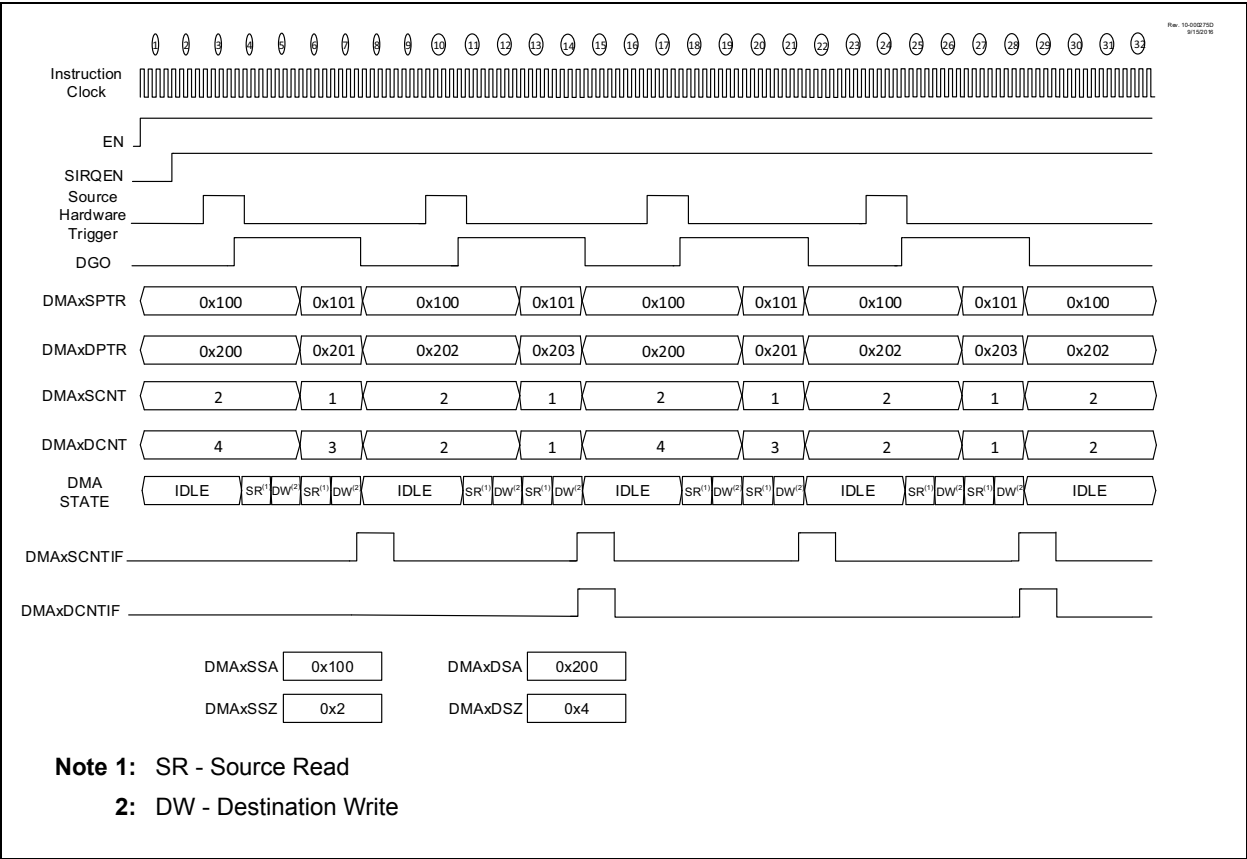 Rev. 10-000275D
9/15/2016
1 2 3 4 5 6 7 8 9 10 11 12 13 14 15 16 17 18 19 20 21 22 23 24 25 26 27 28 29 30 31 32
Instruction
Clock
EN
SIRQEN
Source
Hardware
Trigger
DGO
DMAxSPTR 0x100 0x101 0x100 0x101 0x100 0x101 0x100 0x101 0x100
DMAxDPTR 0x200 0x201 0x202 0x203 0x200 0x201 0x202 0x203 0x202
DMAxSCNT 2 1 2 1 2 1 2 1 2
DMAxDCNT 4 3 2 1 4 3 2 1 2
DMA
STATE
IDLE SR(1) DW(2) SR(1) DW(2 IDLE SR(1) DW(2) SR(1) DW(2 IDLE SR(1) DW(2) SR(1) DW(2 IDLE SR(1) DW(2 SR(1) DW(2 IDLE
DMAxSCNTIF
DMAxDCNTIF
DMAxSSA 0x100 DMAxDSA 0x200
DMAxSSZ 0x2 DMAxDSZ 0x4
Note 1: SR - Source Read
2: DW - Destination Write